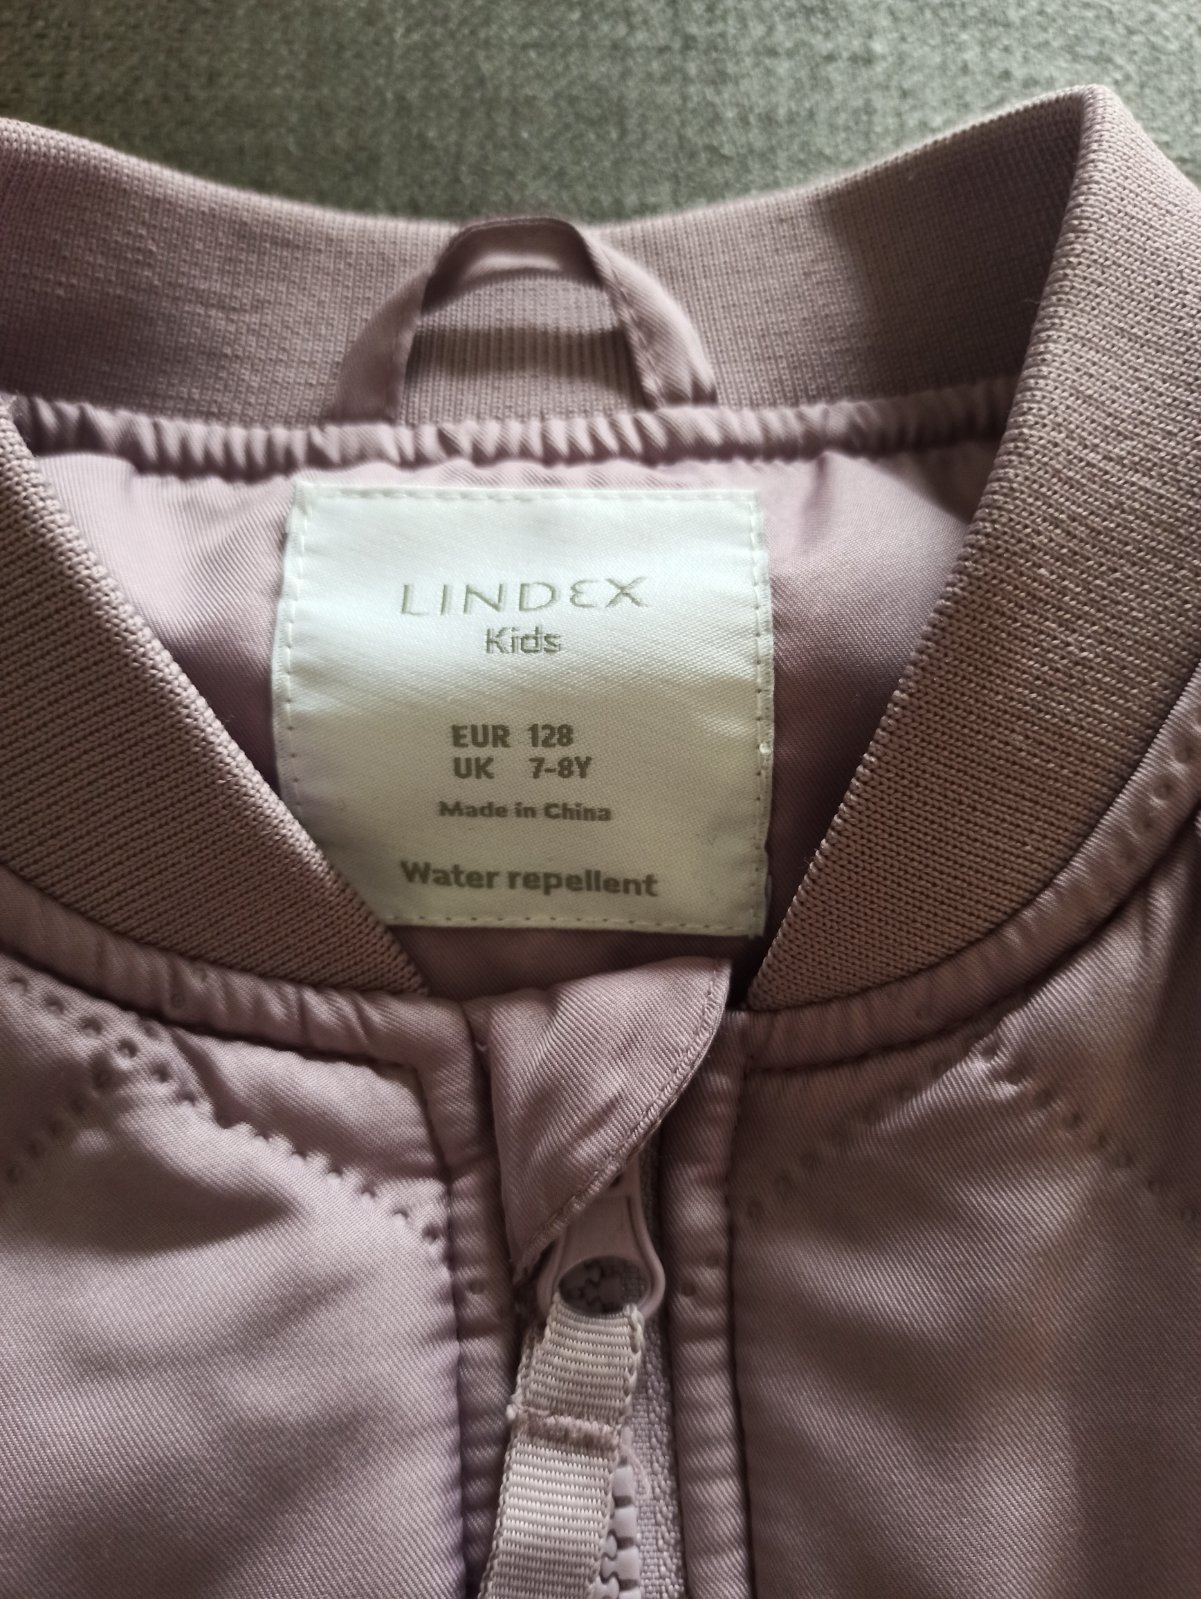 LINDEX
Kids
EUR 128
UK 7-8Y
Made in China
Water repellent